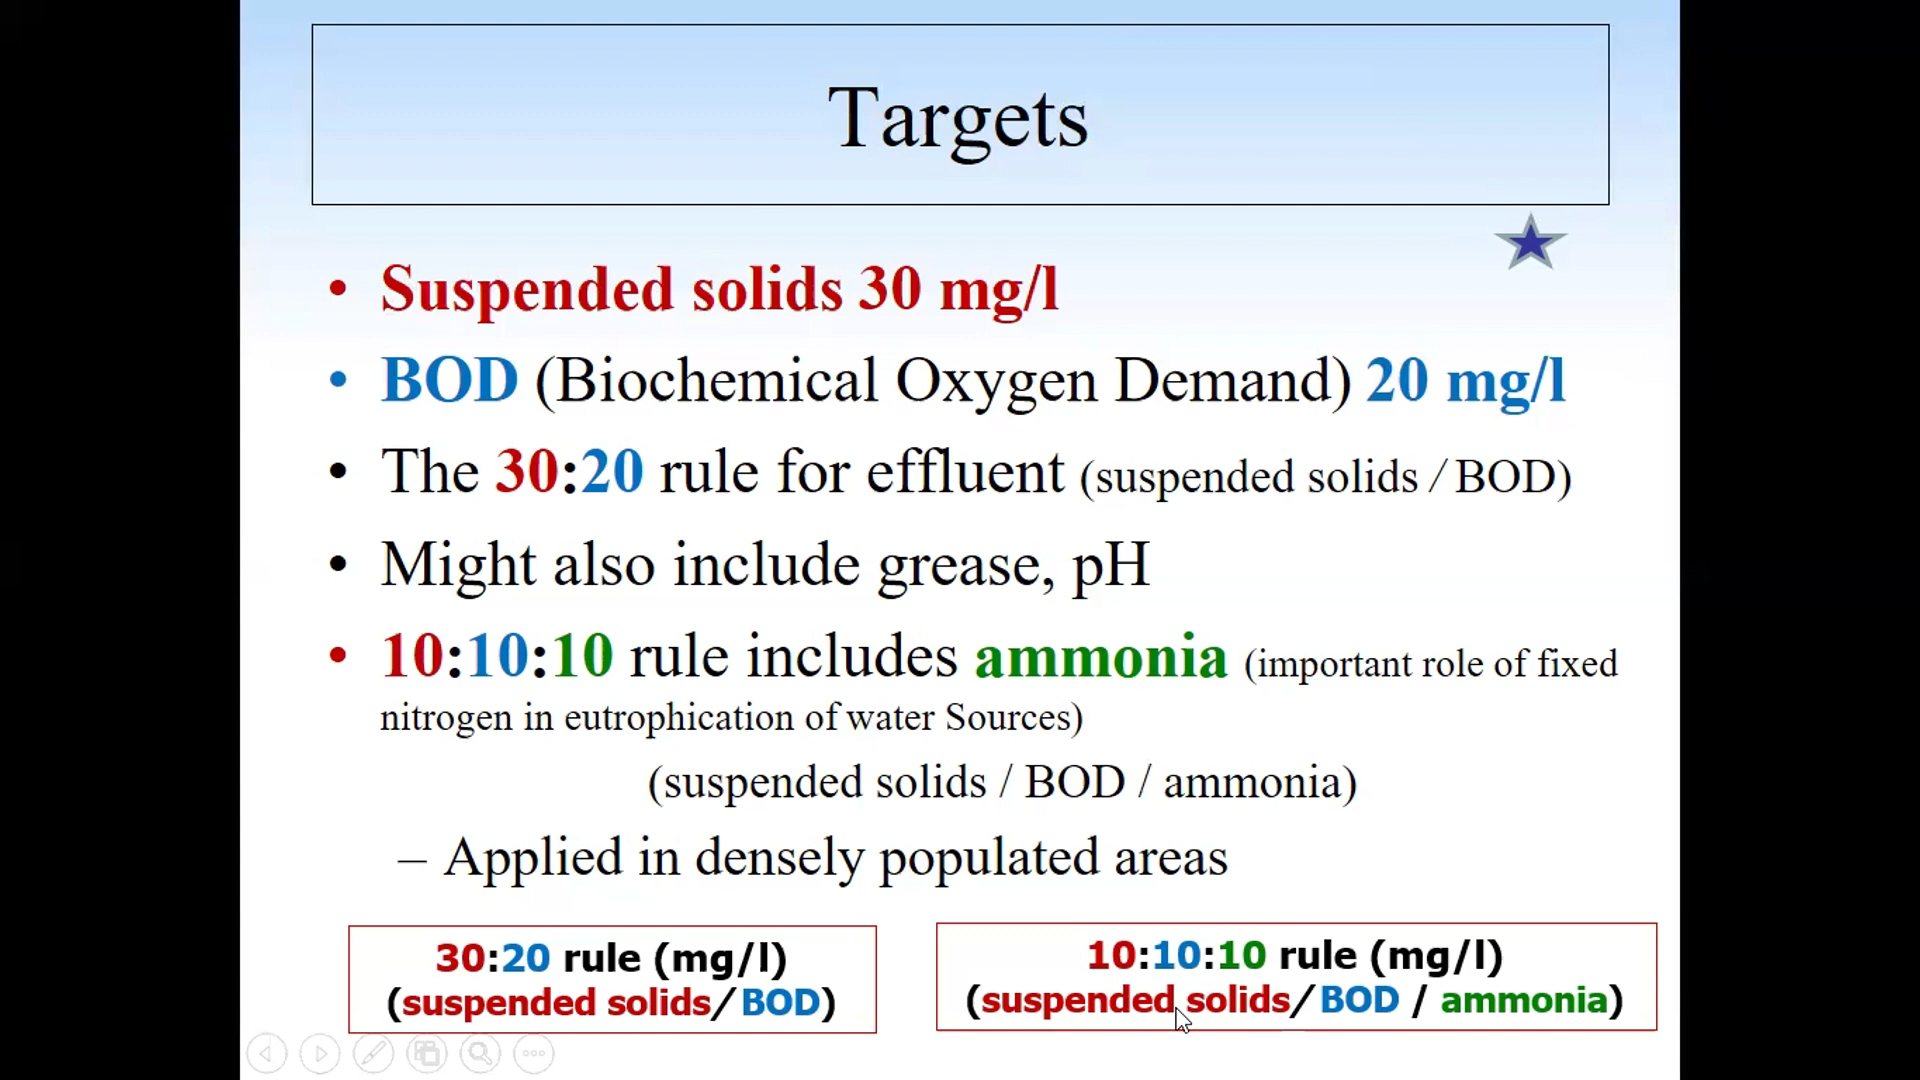 Targets
• Suspended solids 30 mg/l
• BOD (Biochemical Oxygen Demand) 20 mg/l
• The 30:20 rule for effluent (suspended solids / BOD)
• Might also include grease, pH
• 10:10:10 rule includes ammonia (important role of fixed
nitrogen in eutrophication of water Sources)
(suspended solids / BOD / ammonia)
– Applied in densely populated areas
30:20 rule (mg/l)
(suspended solids/BOD)
10:10:10 rule (mg/l)
(suspended solids/BOD / ammonia)